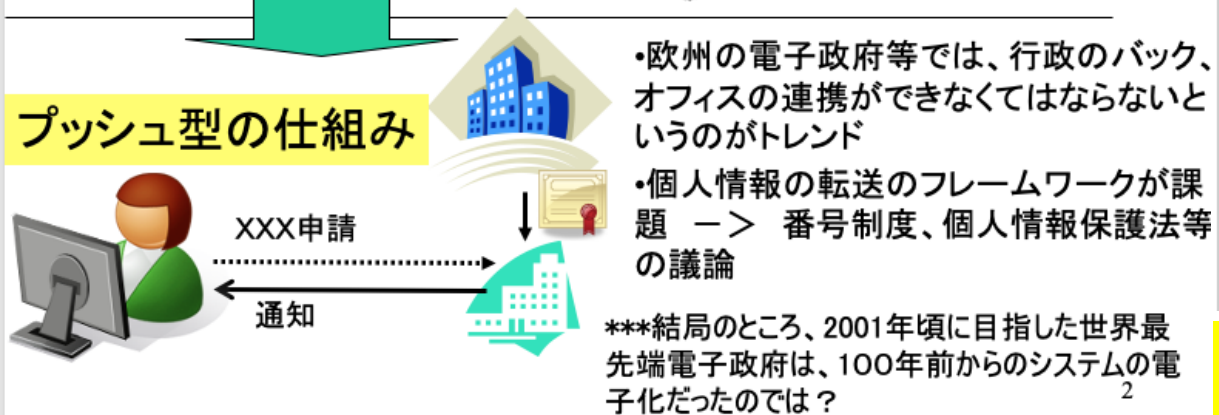 プッシュ型の仕組み
XXX申請
通知
•欧州の電子政府等では、行政のバック、
オフィスの連携ができなくてはならないと
いうのがトレンド
•個人情報の転送のフレームワークが課
題 －＞ 番号制度、個人情報保護法等
の議論
***結局のところ、2001年頃に目指した世界最
先端電子政府は、１００年前からのシステムの電
子化だったのでは？
2